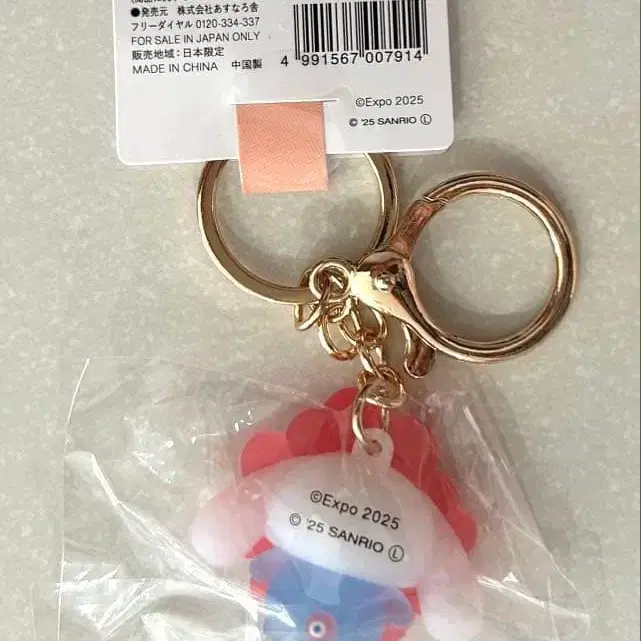 ●発売元 株式会社あすなろ舎
フリーダイヤル 0120-334-337
FOR SALE IN JAPAN ONLY
販売地域:日本限定
MADE IN CHINA 中国製
4 991567 007914
©Expo 2025
© '25 SANRIO Ⓛ
©Expo 2025
© '25 SANRIO Ⓛ